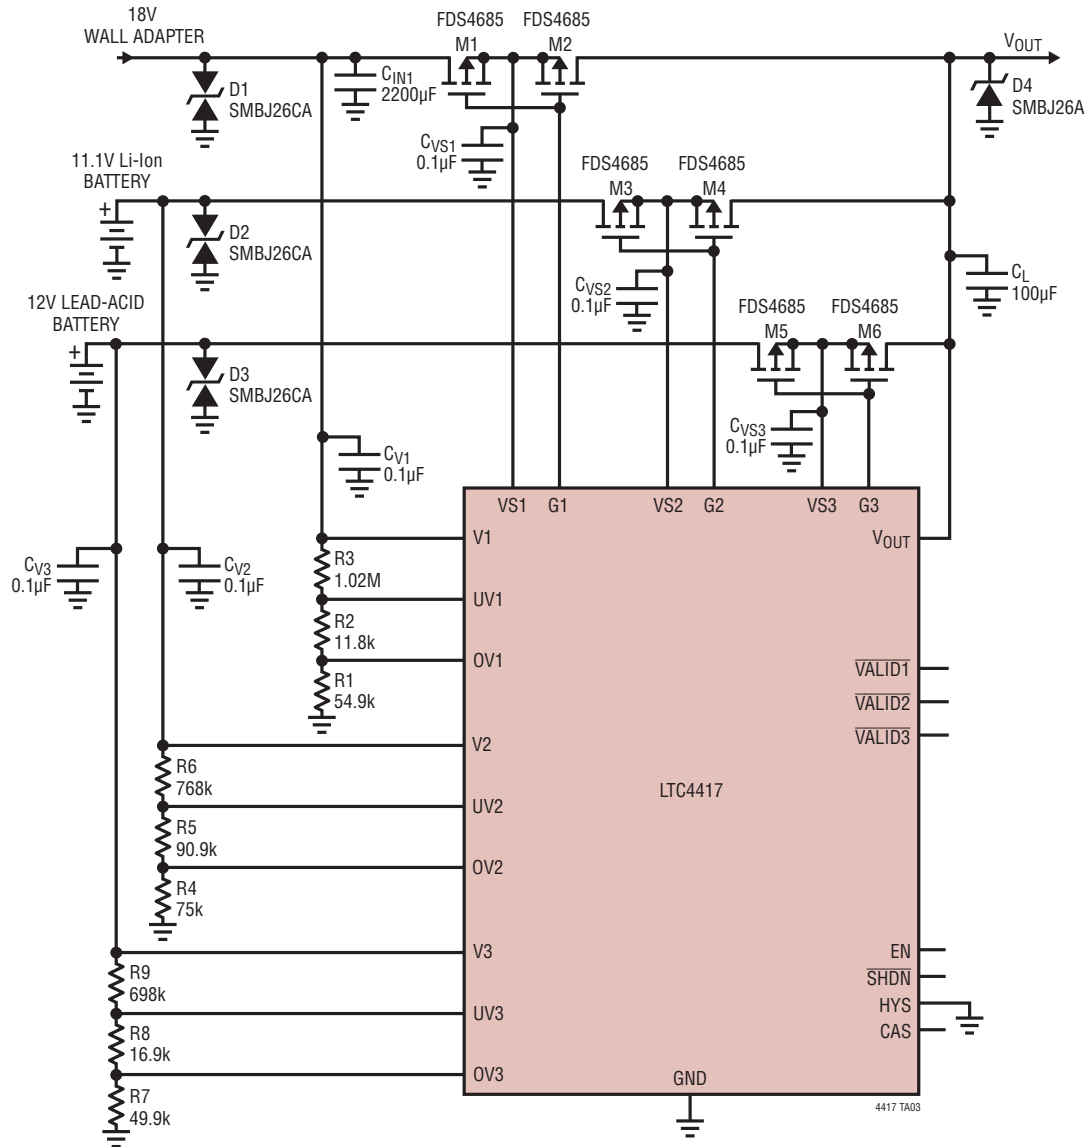 18V
WALL ADAPTER
FDS4685
M1
FDS4685
M2
VOUT
D1
SMBJ26CA
CIN1
2200µF
D4
SMBJ26A
CVS1
0.1µF
11.1V Li-Ion
BATTERY
+
FDS4685
M3
FDS4685
M4
D2
SMBJ26CA
CVS2
0.1µF
CL
100µF
12V LEAD-ACID
BATTERY
+
FDS4685
M5
FDS4685
M6
D3
SMBJ26CA
CVS3
0.1µF
CV1
0.1µF
CV3
0.1µF
CV2
0.1µF
VS1
G1
VS2
G2
VS3
G3
V1
VOUT
R3
1.02M
UV1
R2
11.8k
OV1
R1
54.9k
VALID1
VALID2
VALID3
V2
R6
768k
UV2
R5
90.9k
OV2
R4
75k
LTC4417
V3
R9
698k
UV3
R8
16.9k
OV3
R7
49.9k
EN
SHDN
HYS
CAS
GND
4417 TA03